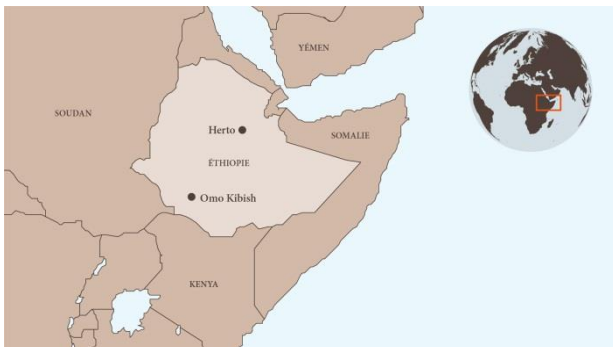 YÉMEN
SOUDAN
Herto
SOMALIE
ÉTHIOPIE
Omo Kibish
KENYA